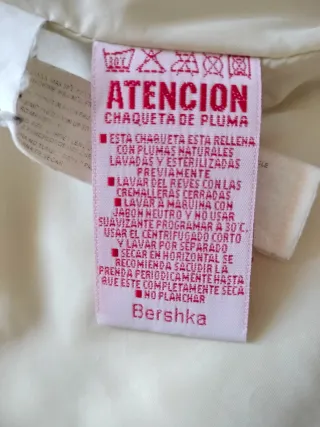 30°C
ATENCION
CHAQUETA DE PLUMA
■ ESTA CHAQUETA ESTA RELLENA
CON PLUMAS NATURALES
LAVADAS Y ESTERILIZADAS
PREVIAMENTE
■ LAVAR DEL REVES CON LAS
CREMALLERAS CERRADAS
■ LAVAR A MAQUINA CON
JABON NEUTRO Y NO USAR
SUAVIZANTE PROGRAMAR A 30°C.
USAR EL CENTRIFUGADO CORTO
Y LAVAR POR SEPARADO
■ SECAR EN HORIZONTAL SE
RECOMIENDA SACUDIR LA
PRENDA PERIODICAMENTE HASTA
QUE ESTE COMPLETAMENTE SECA
■ NO PLANCHAR
Bershka